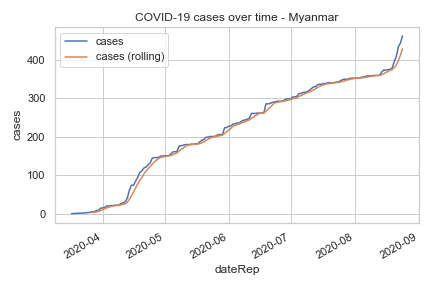 COVID-19 cases over time - Myanmar
cases
cases (rolling)
400
300
200
100
0
cases
2020-04
2020-05
2020-06
2020-07
2020-08
2020-09
dateRep